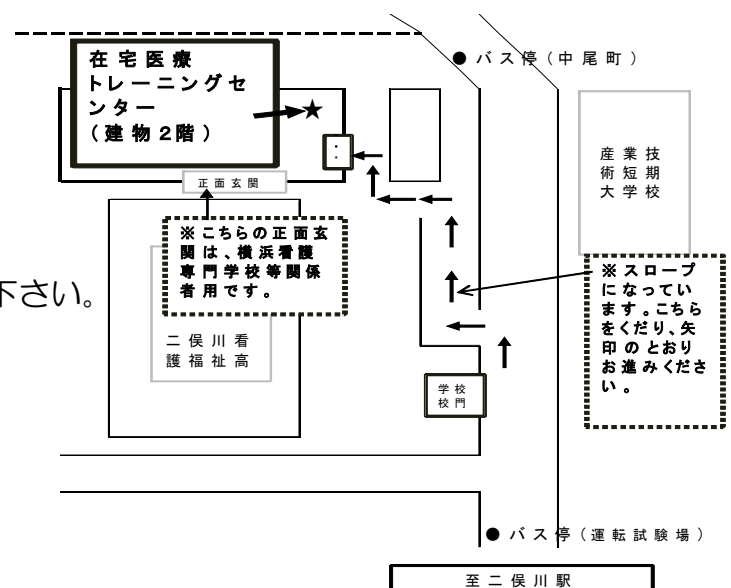 在宅医療
トレーニングセ
ンター
（建物2階）
★
● バス停（中尾町）
産業技
術短期
大学校
正面玄関
※こちらの正面玄
関は、横浜看護
専門学校等関係
者用です。
※スロープ
になってい
ます。こちら
をくだり、矢
印のとおり
お進みくださ
い。
下さい。
二俣川看
護福祉高
学校
校門
● バス停（運転試験場）
至二俣川駅